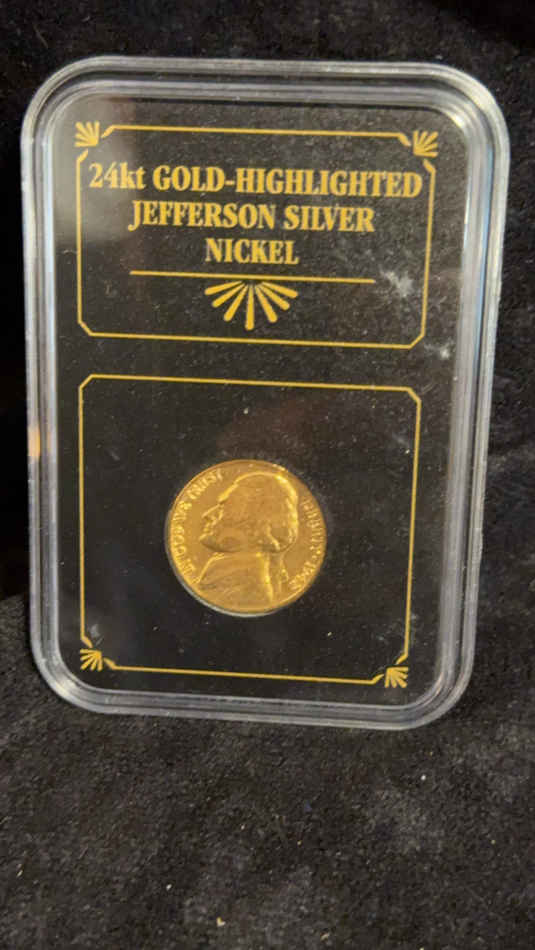 24kt GOLD-HIGHLIGHTED
JEFFERSON SILVER
NICKEL
IN GOD WE TRUST
LIBERTY